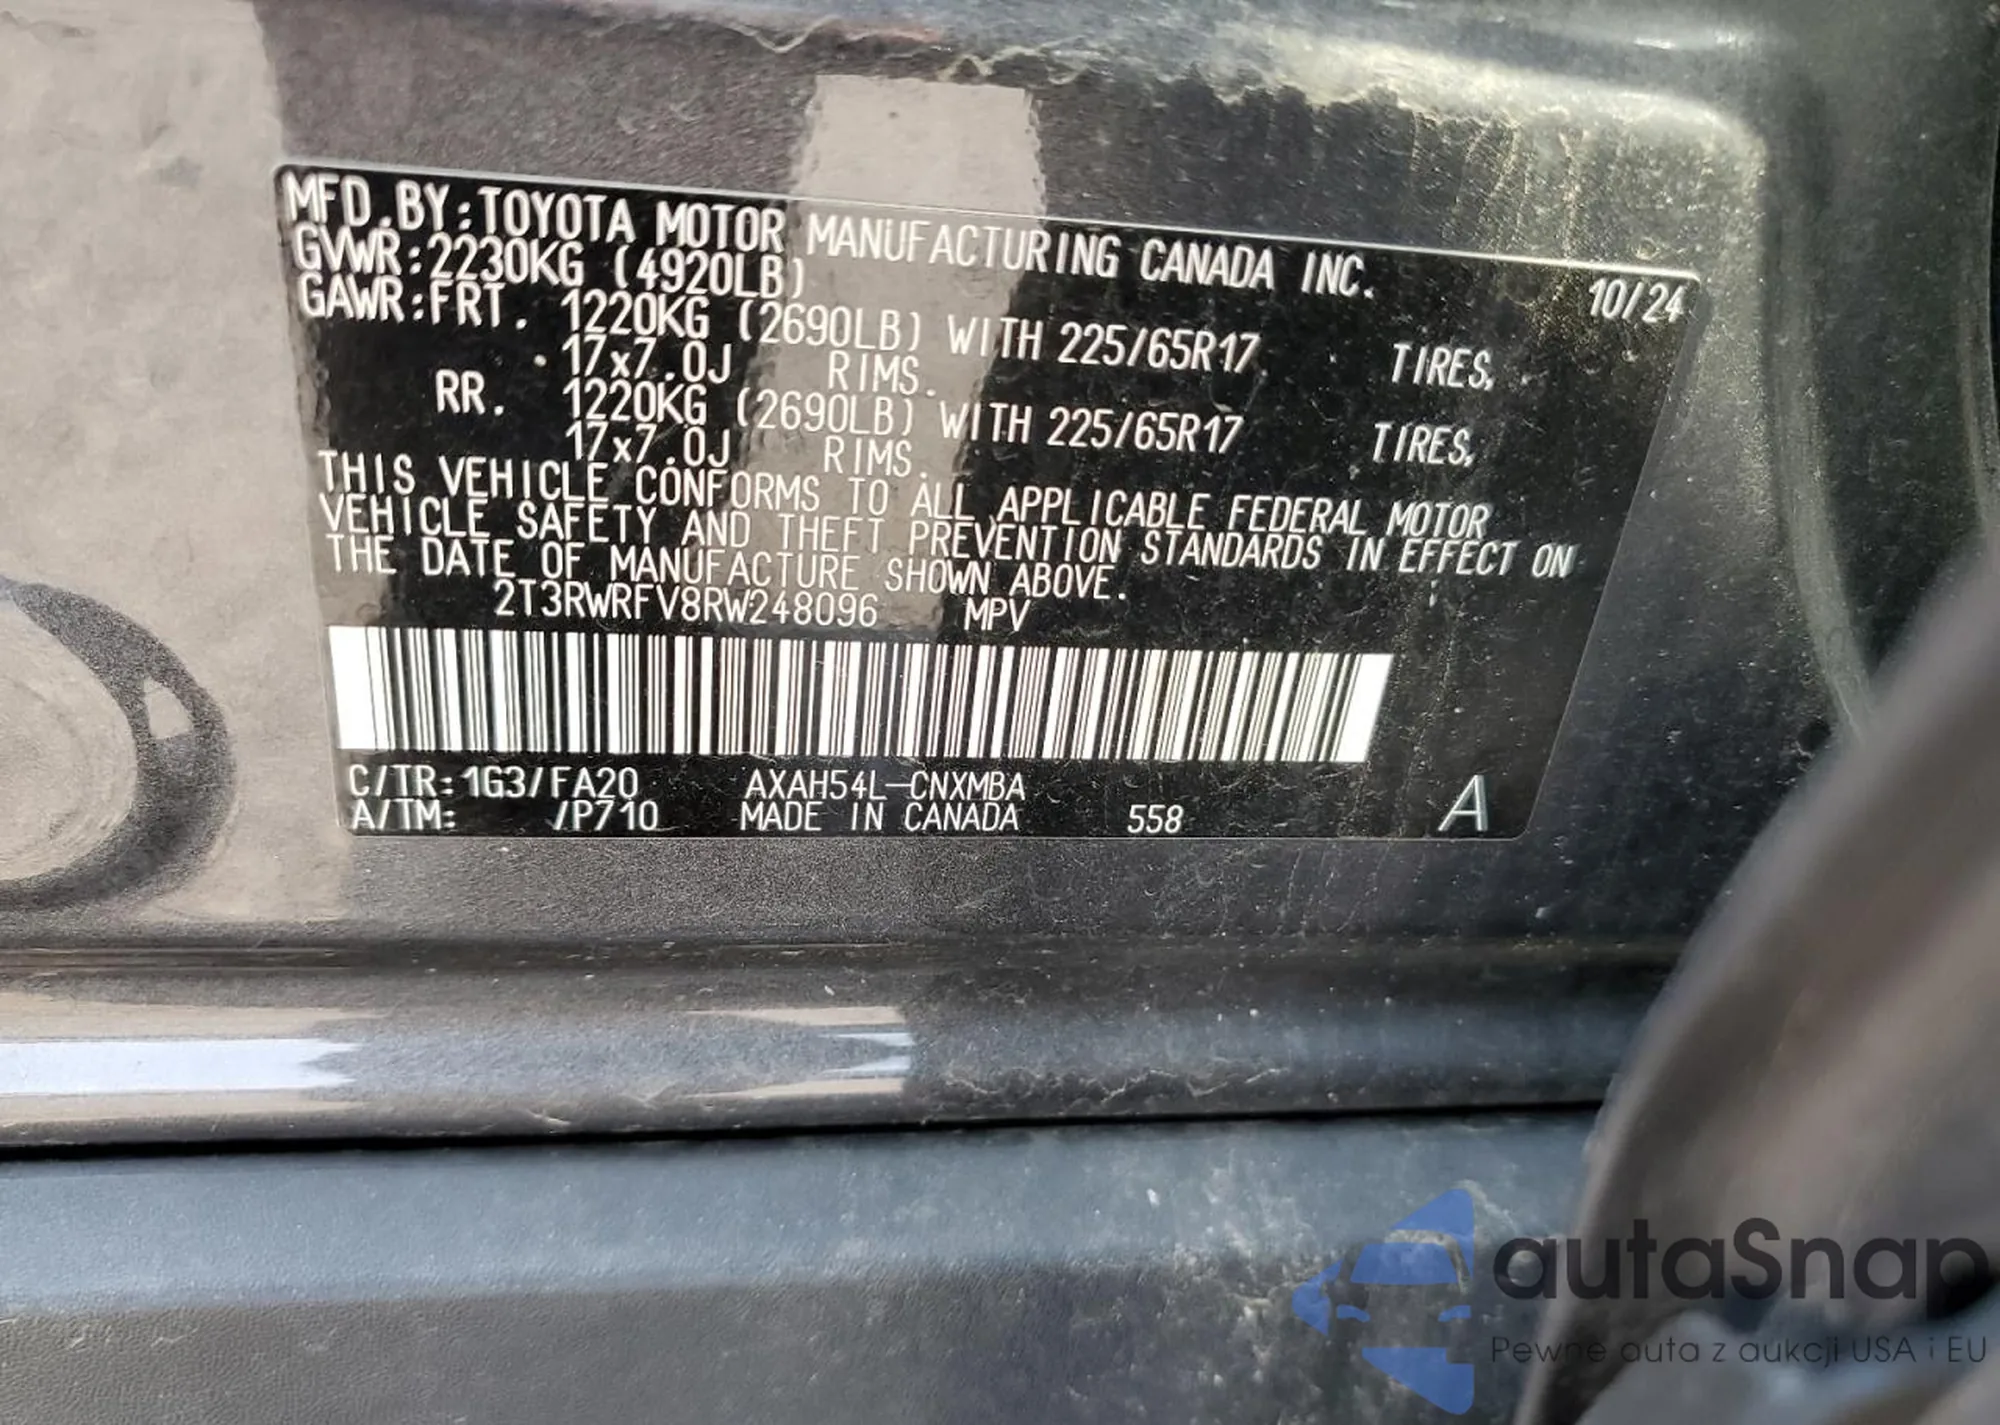 MFD.BY:TOYOTA MOTOR MANUFACTURING CANADA INC. 10/24
GVWR:2230KG (4920LB)
GAWR:FRT. 1220KG (2690LB) WITH 225/65R17 TIRES,
17x7.0J RIMS.
RR. 1220KG (2690LB) WITH 225/65R17 TIRES,
17x7.0J RIMS.
THIS VEHICLE CONFORMS TO ALL APPLICABLE FEDERAL MOTOR
VEHICLE SAFETY AND THEFT PREVENTION STANDARDS IN EFFECT ON
THE DATE OF MANUFACTURE SHOWN ABOVE.
2T3RWRFV8RW248096 MPV
C/TR:1G3/FA20 AXAH54L-CNXMBA
A/TM: /P710 MADE IN CANADA 558 A
autaSnap
Pewne auta z aukcji USA i EU